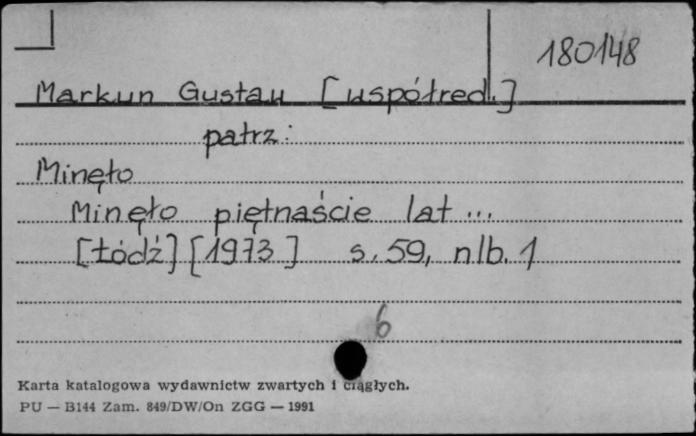 180148
Markun Gustaw [współred.]
patrz:
Minęło
Minęło piętnaście lat...
[Łódź] [1973] s. 59, nlb. 1
6
Karta katalogowa wydawnictw zwartych i ciągłych.
PU — B144 Zam. 849/DW/On ZGG — 1991